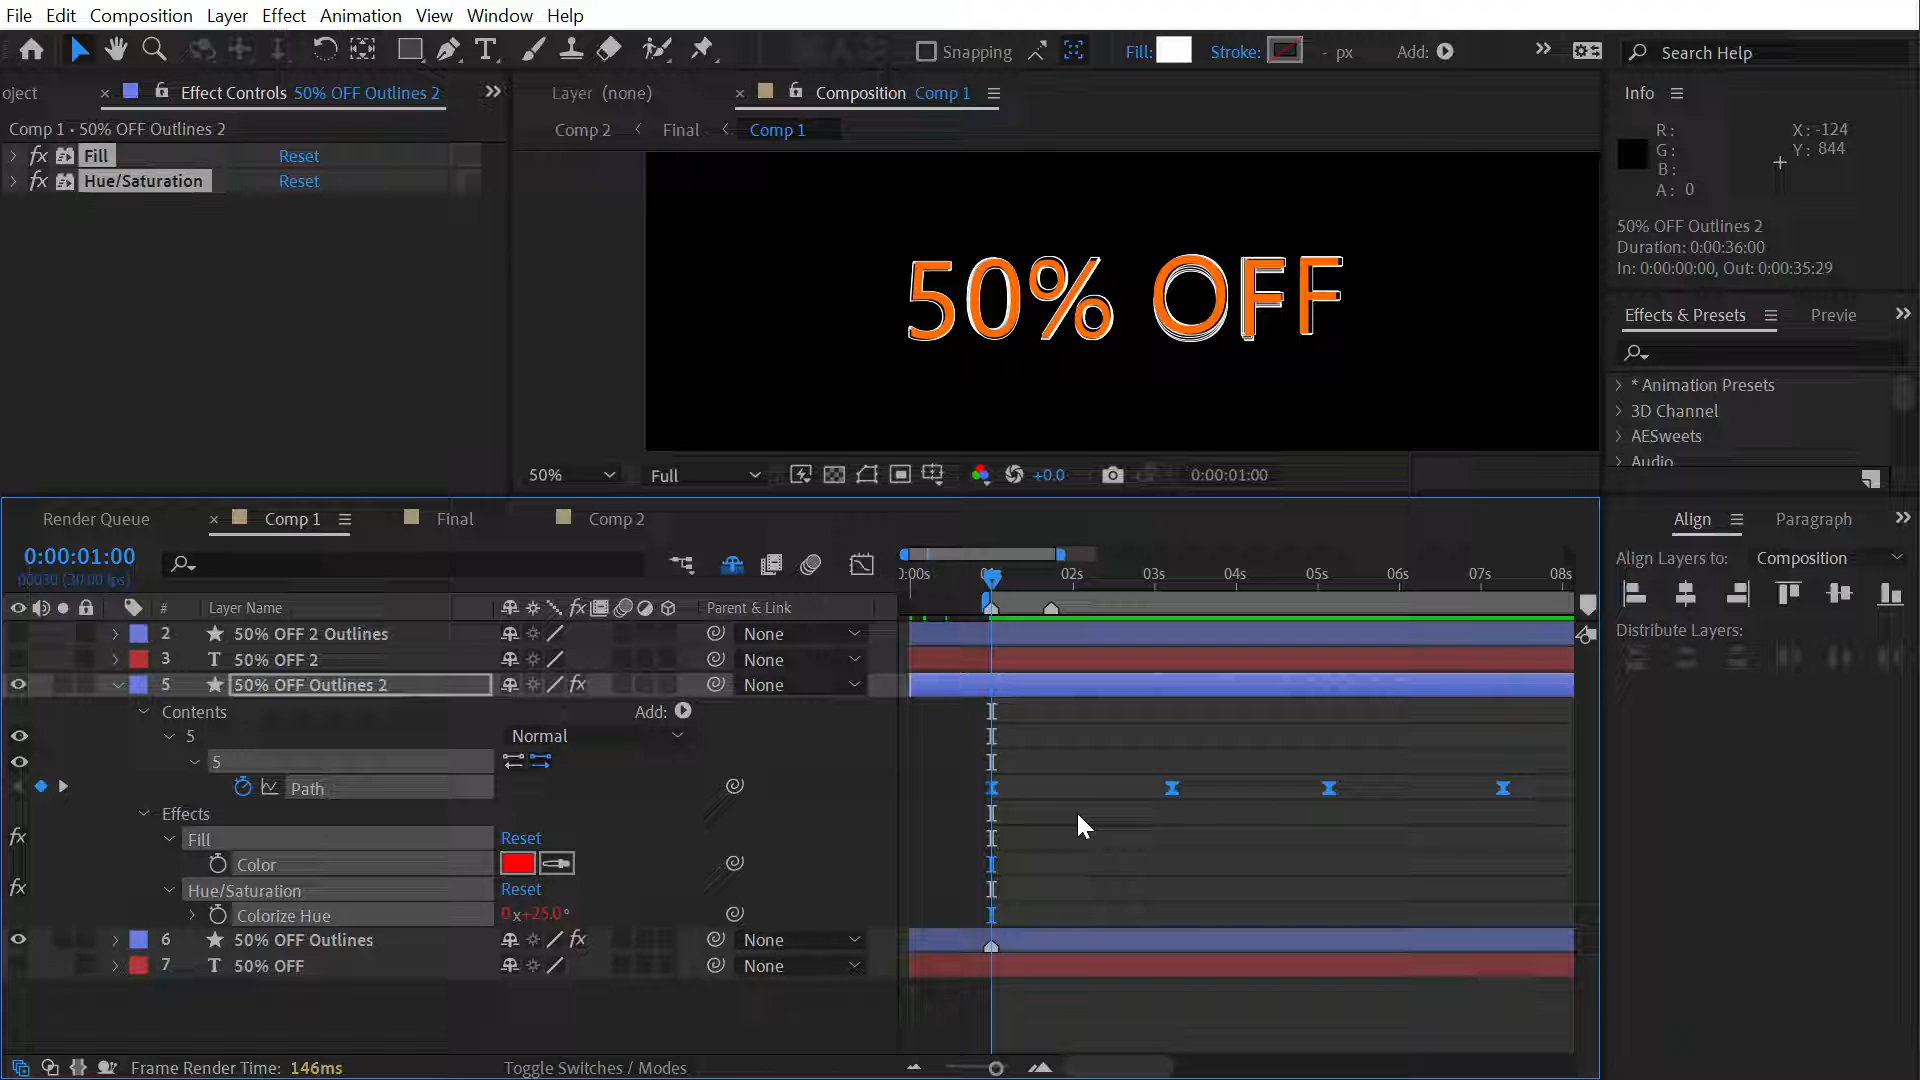 File Edit Composition Layer Effect Animation View Window Help
Snapping Fill: Stroke: - px Add: Search Help
oject × Effect Controls 50% OFF Outlines 2
Layer (none) × Composition Comp 1
Info
Comp 1 • 50% OFF Outlines 2
Comp 2 Final Comp 1
R: X: -124
G: Y: 844
B:
A: 0
fx Fill Reset
fx Hue/Saturation Reset
50% OFF
50% OFF Outlines 2
Duration: 0:00:36:00
In: 0:00:00:00, Out: 0:00:35:29
Effects & Presets Previe
* Animation Presets
3D Channel
AESweets
Audio
50% Full +0.0 0:00:01:00
Render Queue × Comp 1 Final Comp 2
Align Paragraph
0:00:01:00
00030 (30.00 fps)
Align Layers to: Composition
0:00s 02s 03s 04s 05s 06s 07s 08s
# Layer Name fx Parent & Link
Distribute Layers:
2 50% OFF 2 Outlines None
3 T 50% OFF 2 None
5 50% OFF Outlines 2 fx None
Contents Add:
5 Normal
5
Path
Effects
fx Fill Reset
Color
fx Hue/Saturation Reset
Colorize Hue 0x+25.0°
6 50% OFF Outlines fx None
7 T 50% OFF None
Frame Render Time: 146ms Toggle Switches / Modes